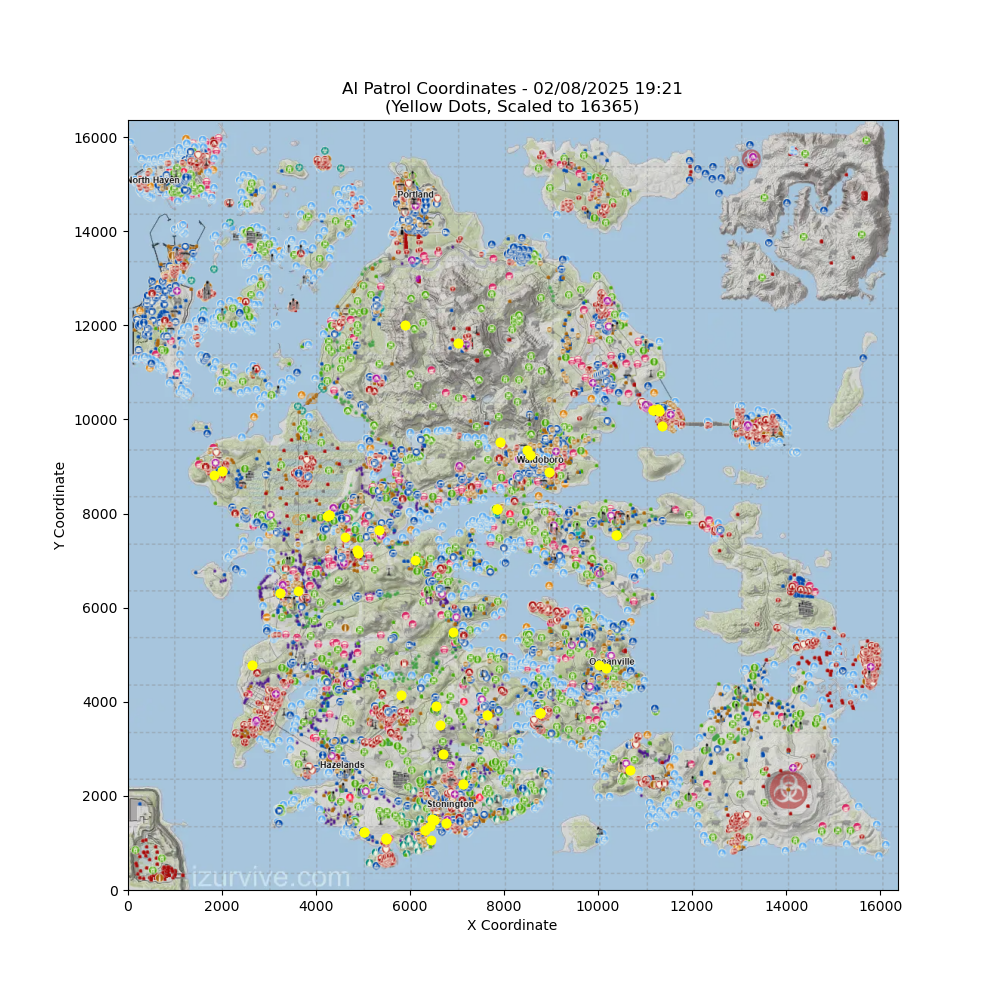 AI Patrol Coordinates - 02/08/2025 19:21
(Yellow Dots, Scaled to 16365)
Y Coordinate
16000
14000
12000
10000
8000
6000
4000
2000
0
North Haven
Portland
Waldoboro
Oceanville
Hazelands
Stonington
izurvive.com
0 2000 4000 6000 8000 10000 12000 14000 16000
X Coordinate